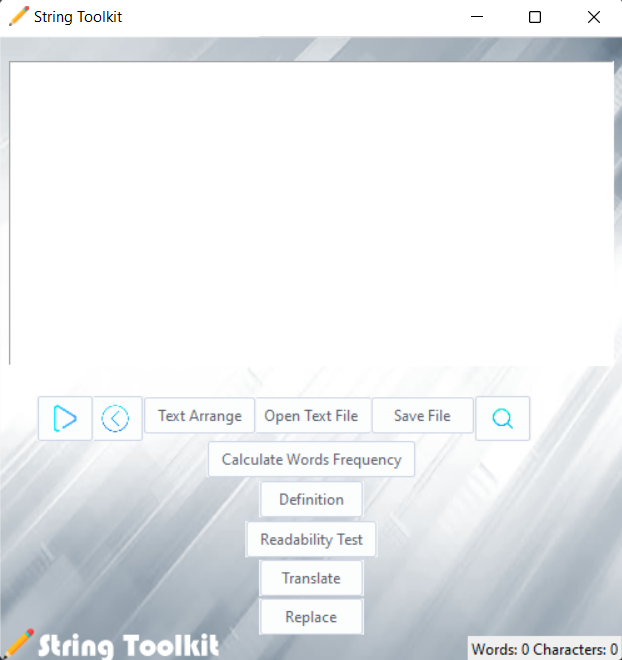 String Toolkit
Text Arrange Open Text File Save File
Calculate Words Frequency
Definition
Readability Test
Translate
Replace
String Toolkit
Words: 0 Characters: 0